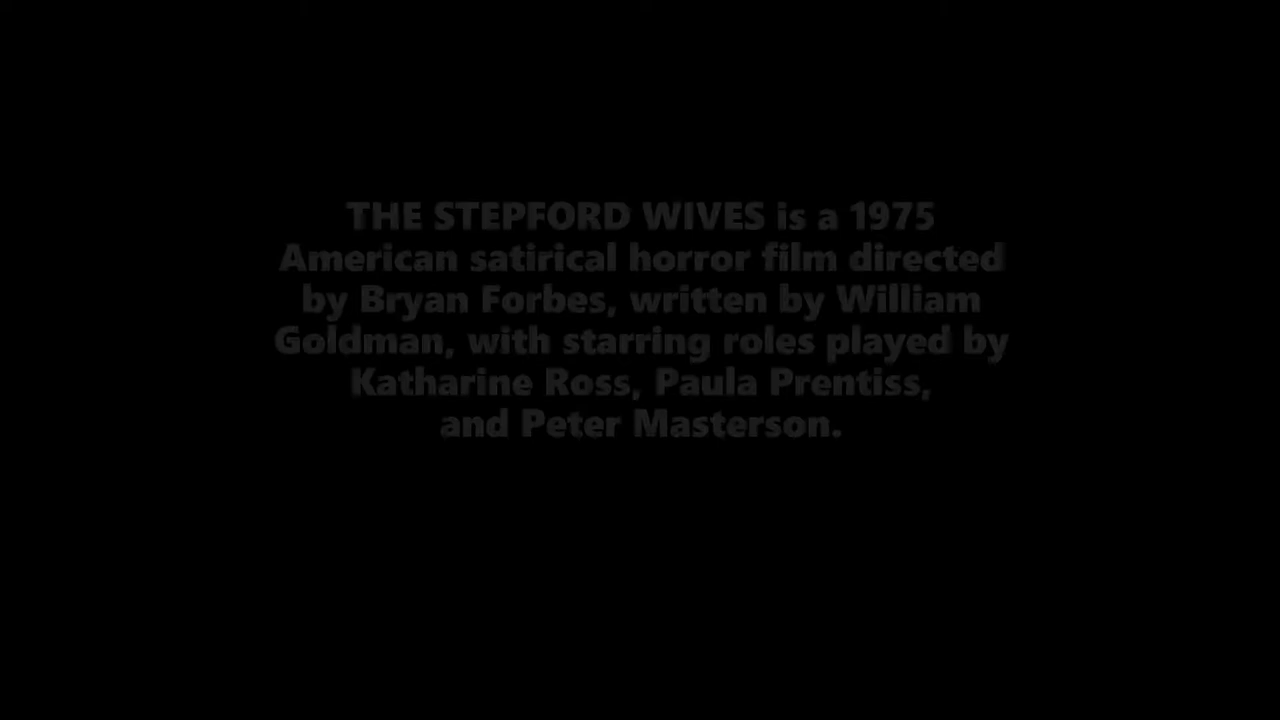 THE STEPFORD WIVES is a 1975
American satirical horror film directed
by Bryan Forbes, written by William
Goldman, with starring roles played by
Katharine Ross, Paula Prentiss,
and Peter Masterson.